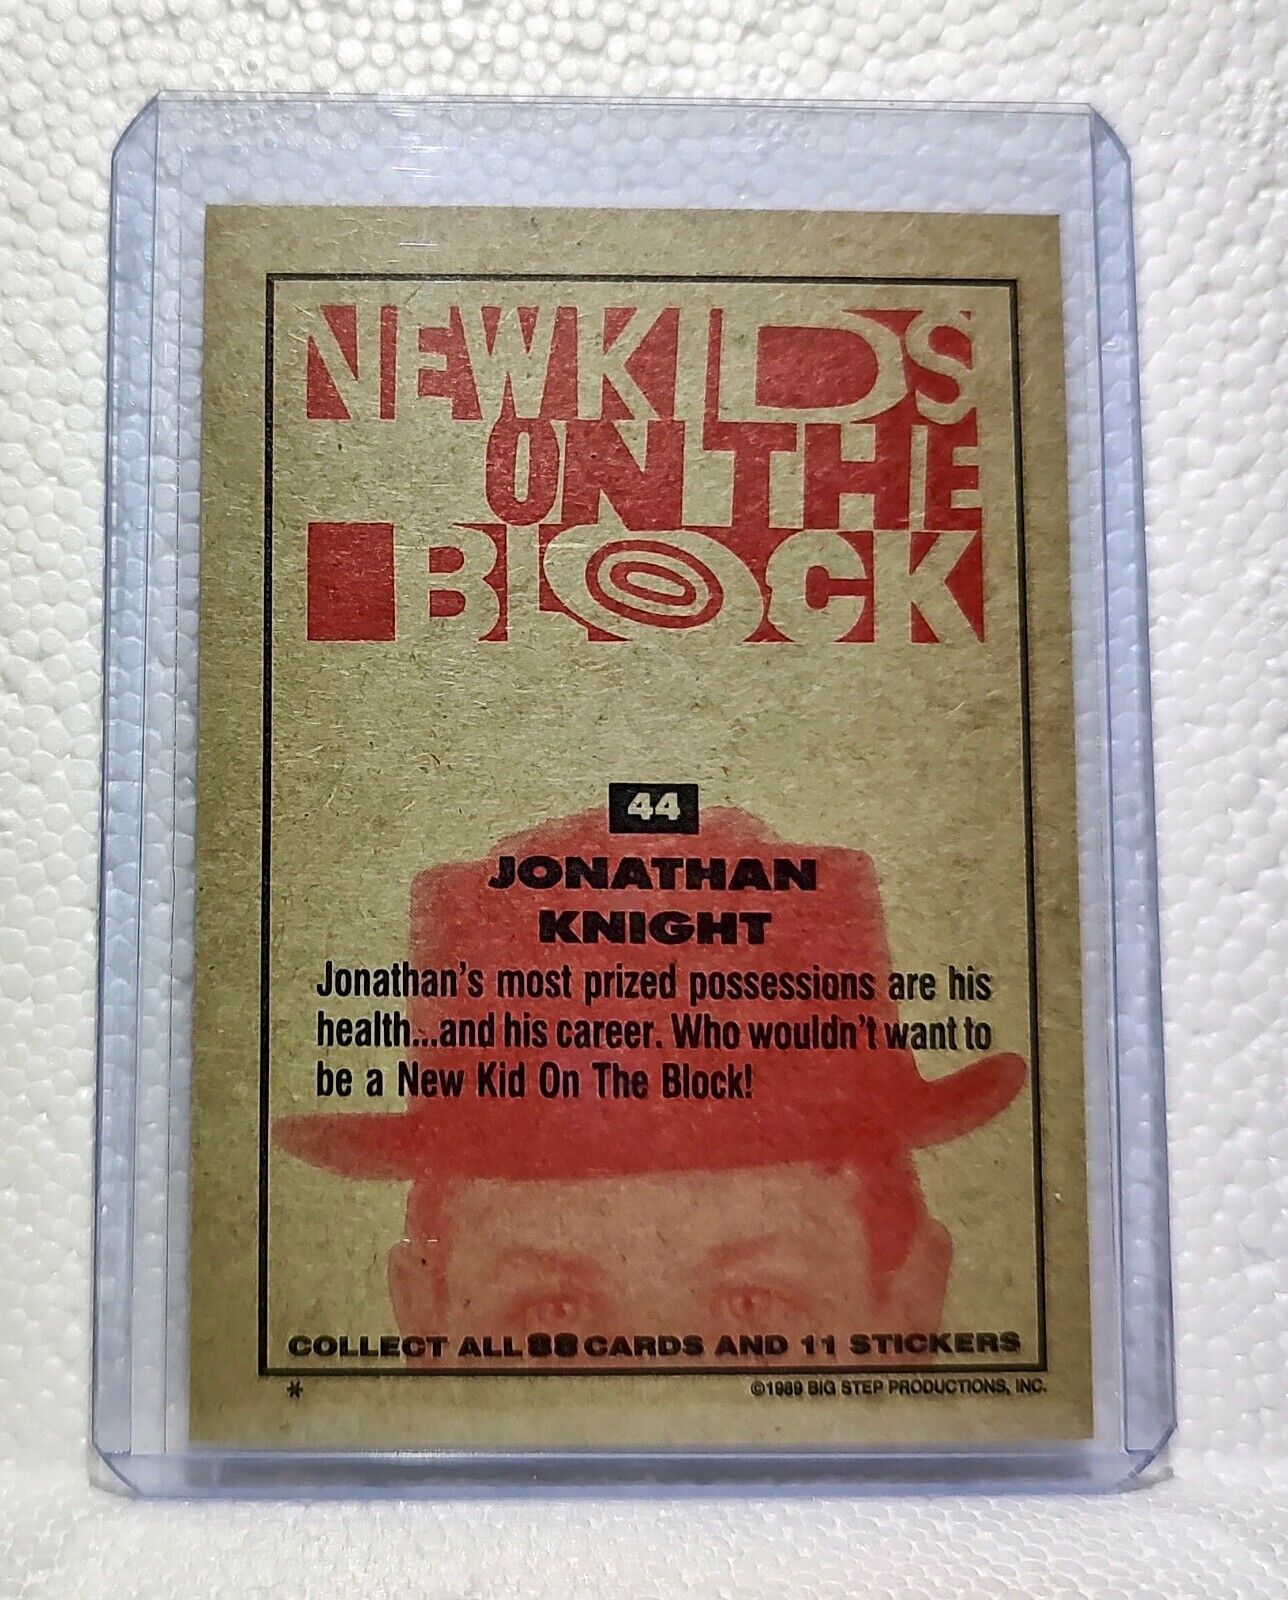 NEW KIDS
ON THE
BLOCK
44
JONATHAN
KNIGHT
Jonathan's most prized possessions are his
health...and his career. Who wouldn't want to
be a New Kid On The Block!
COLLECT ALL 88 CARDS AND 11 STICKERS
* ©1989 BIG STEP PRODUCTIONS, INC.